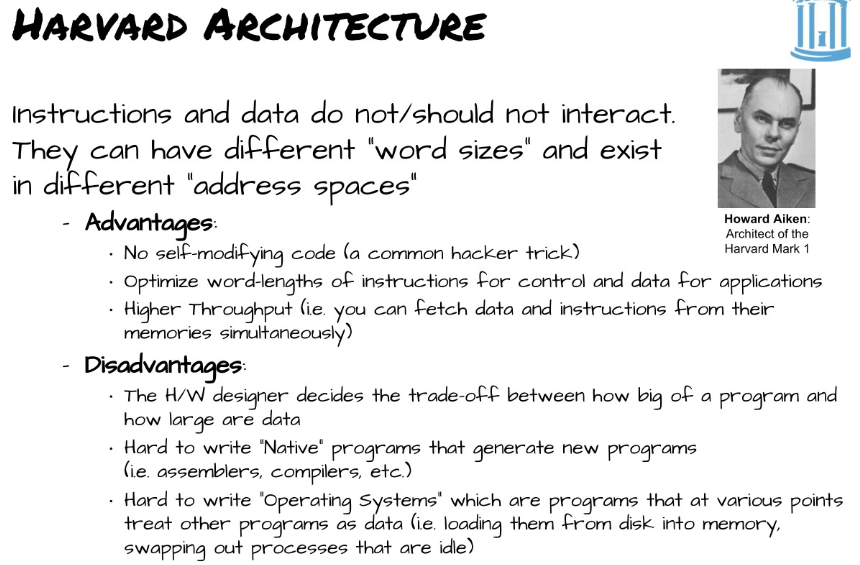 HARVARD ARCHITECTURE
Instructions and data do not/should not interact.
They can have different "word sizes" and exist
in different "address spaces"
- Advantages:
· No self-modifying code (a common hacker trick)
· Optimize word-lengths of instructions for control and data for applications
· Higher Throughput (i.e. you can fetch data and instructions from their
memories simultaneously)
Howard Aiken:
Architect of the
Harvard Mark 1
- Disadvantages:
· The H/W designer decides the trade-off between how big of a program and
how large are data
· Hard to write "Native" programs that generate new programs
(i.e. assemblers, compilers, etc.)
· Hard to write "Operating Systems" which are programs that at various points
treat other programs as data (i.e. loading them from disk into memory,
swapping out processes that are idle)